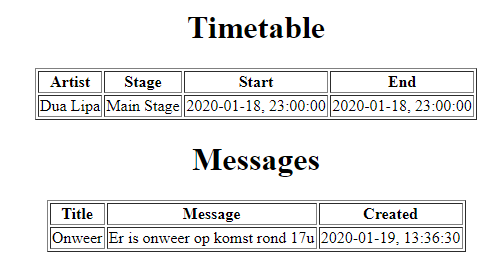 Timetable
Artist Stage Start End
Dua Lipa Main Stage 2020-01-18, 23:00:00 2020-01-18, 23:00:00
Messages
Title Message Created
Onweer Er is onweer op komst rond 17u 2020-01-19, 13:36:30